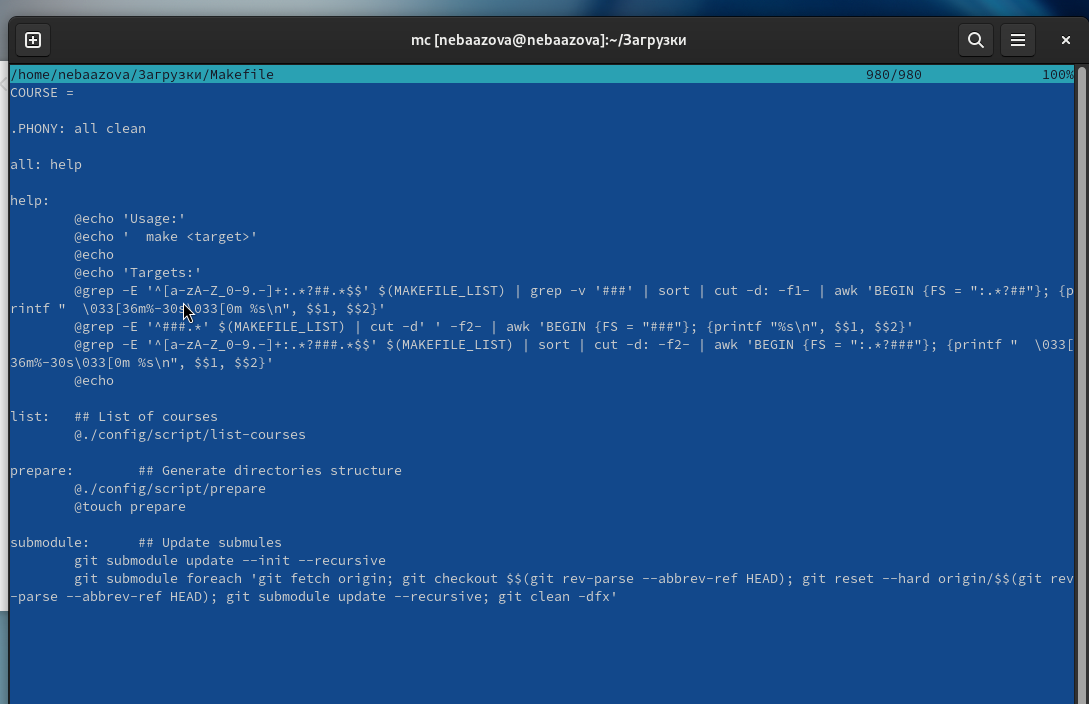 mc [nebaazova@nebaazova]:~/Загрузки
/home/nebaazova/Загрузки/Makefile 980/980 100%
COURSE =
.PHONY: all clean
all: help
help:
@echo 'Usage:'
@echo '  make <target>'
@echo
@echo 'Targets:'
@grep -E '^[a-zA-Z_0-9.-]+:.*?##.*$$' $(MAKEFILE_LIST) | grep -v '###' | sort | cut -d: -f1- | awk 'BEGIN {FS = ":.*?##"}; {p
rintf "  \033[36m%-30s\033[0m %s\n", $$1, $$2}'
@grep -E '^###.*' $(MAKEFILE_LIST) | cut -d' ' -f2- | awk 'BEGIN {FS = "###"}; {printf "%s\n", $$1, $$2}'
@grep -E '^[a-zA-Z_0-9.-]+:.*?###.*$$' $(MAKEFILE_LIST) | sort | cut -d: -f2- | awk 'BEGIN {FS = ":.*?###"}; {printf "  \033[
36m%-30s\033[0m %s\n", $$1, $$2}'
@echo
list:   ## List of courses
@./config/script/list-courses
prepare:        ## Generate directories structure
@./config/script/prepare
@touch prepare
submodule:      ## Update submules
git submodule update --init --recursive
git submodule foreach 'git fetch origin; git checkout $$(git rev-parse --abbrev-ref HEAD); git reset --hard origin/$$(git rev
-parse --abbrev-ref HEAD); git submodule update --recursive; git clean -dfx'